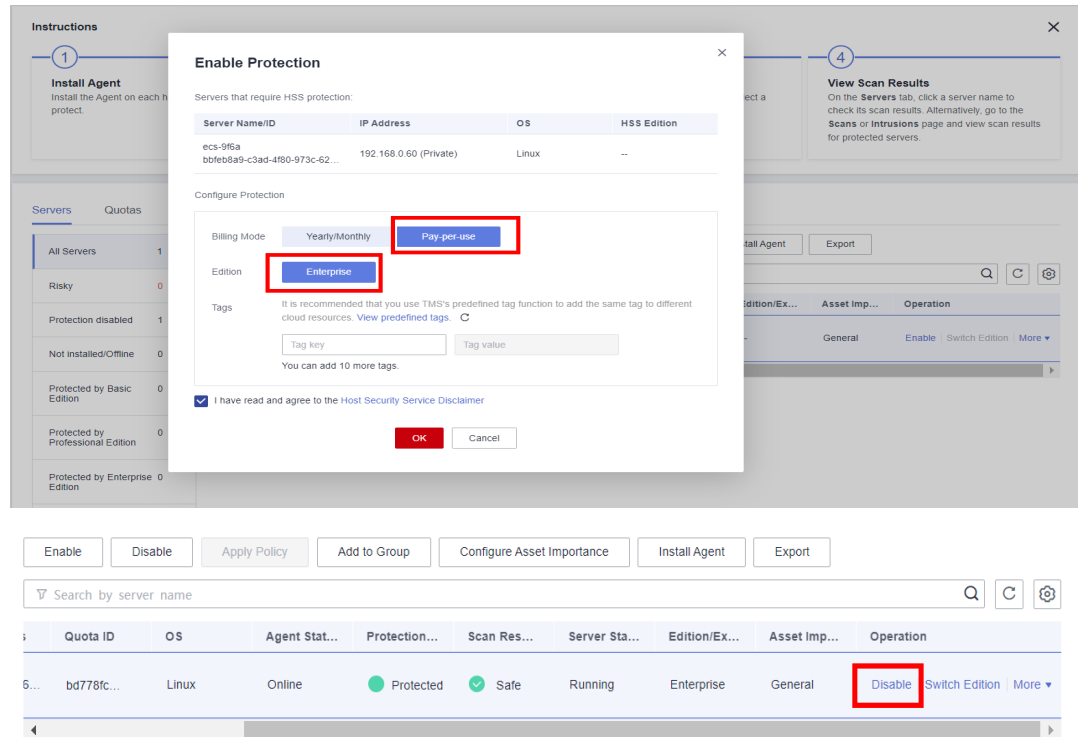 Instructions
1
4
Install Agent
Install the Agent on each h
protect.
ect a
View Scan Results
On the Servers tab, click a server name to
check its scan results. Alternatively, go to the
Scans or Intrusions page and view scan results
for protected servers.
Enable Protection
Servers that require HSS protection:
Server Name/ID IP Address OS HSS Edition
ecs-9f6a
bbfeb8a9-c3ad-4f80-973c-62... 192.168.0.60 (Private) Linux --
Configure Protection
Billing Mode Yearly/Monthly Pay-per-use
Edition Enterprise
Tags It is recommended that you use TMS's predefined tag function to add the same tag to different
cloud resources. View predefined tags.
Tag key Tag value
You can add 10 more tags.
I have read and agree to the Host Security Service Disclaimer
OK Cancel
Servers Quotas
All Servers 1
Risky 0
Protection disabled 1
Not installed/Offline 0
Protected by Basic 0
Edition
Protected by 0
Professional Edition
Protected by Enterprise 0
Edition
tall Agent Export
Edition/Ex... Asset Imp... Operation
-
General Enable Switch Edition More
Enable Disable Apply Policy Add to Group Configure Asset Importance Install Agent Export
Search by server name
s Quota ID OS Agent Stat... Protection... Scan Res... Server Sta... Edition/Ex... Asset Imp... Operation
6... bd778fc... Linux Online Protected Safe Running Enterprise General Disable Switch Edition More